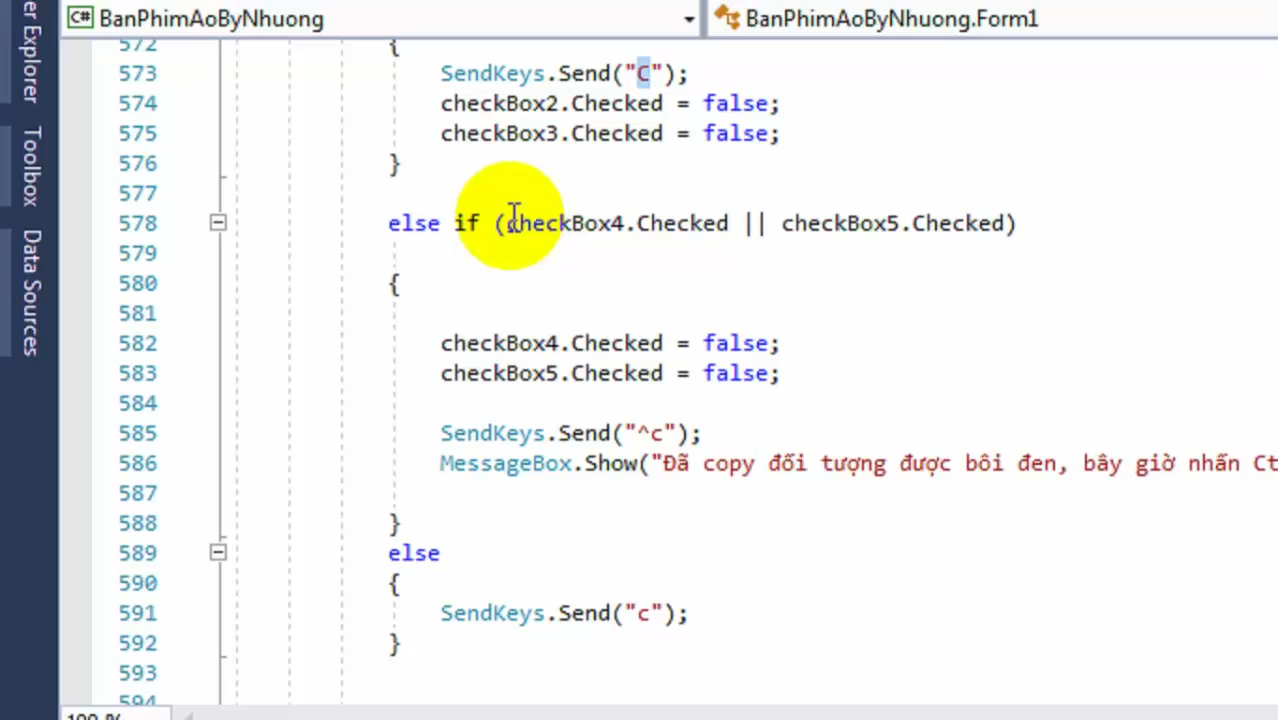 BanPhimAoByNhuong
BanPhimAoByNhuong.Form1
Explorer
Toolbox
Data Sources
572 {
573 SendKeys.Send("C");
574 checkBox2.Checked = false;
575 checkBox3.Checked = false;
576 }
577
578 else if (checkBox4.Checked || checkBox5.Checked)
579
580 {
581
582 checkBox4.Checked = false;
583 checkBox5.Checked = false;
584
585 SendKeys.Send("^c");
586 MessageBox.Show("Đã copy đối tượng được bôi đen, bây giờ nhấn Ct
587
588 }
589 else
590 {
591 SendKeys.Send("c");
592 }
593
594